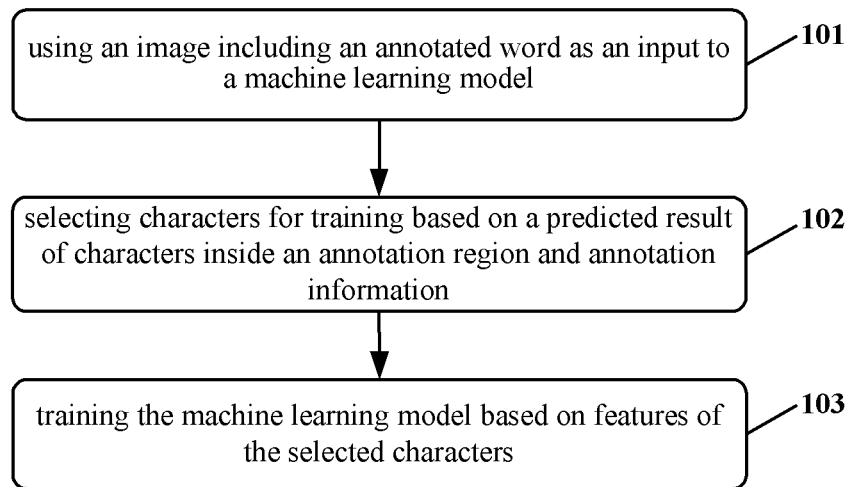 using an image including an annotated word as an input to
a machine learning model
101
selecting characters for training based on a predicted result
of characters inside an annotation region and annotation
information
102
training the machine learning model based on features of
the selected characters
103